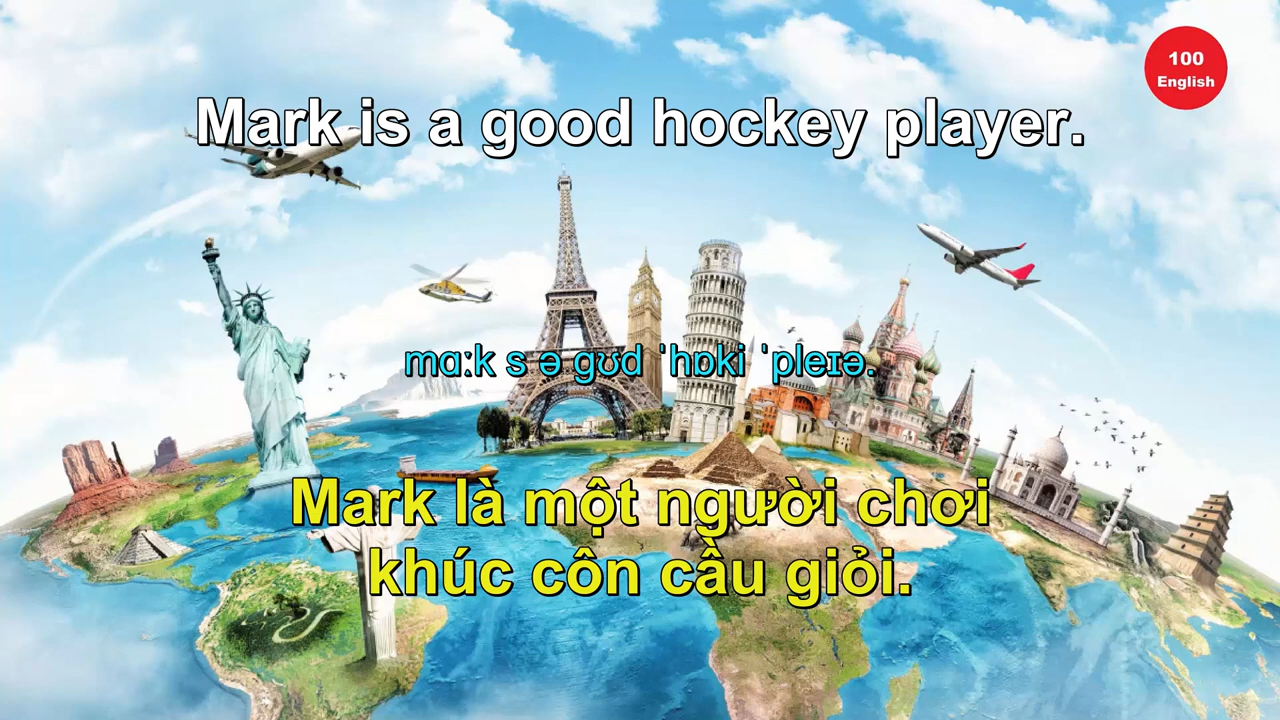 100
English
Mark is a good hockey player.
mɑːk s ə gʊd ˈhɒki ˈpleɪə.
Mark là một người chơi
khúc côn cầu giỏi.